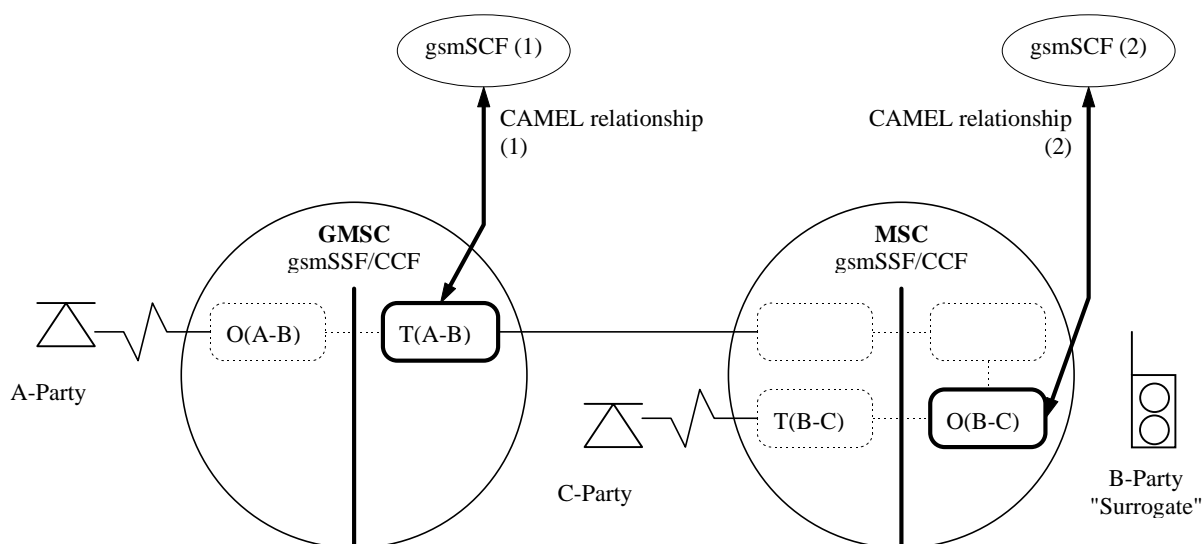 gsmSCF (1)
gsmSCF (2)
CAMEL relationship
(1)
CAMEL relationship
(2)
GMSC
gsmSSF/CCF
MSC
gsmSSF/CCF
O(A-B)
T(A-B)
A-Party
T(B-C)
O(B-C)
C-Party
B-Party
"Surrogate"